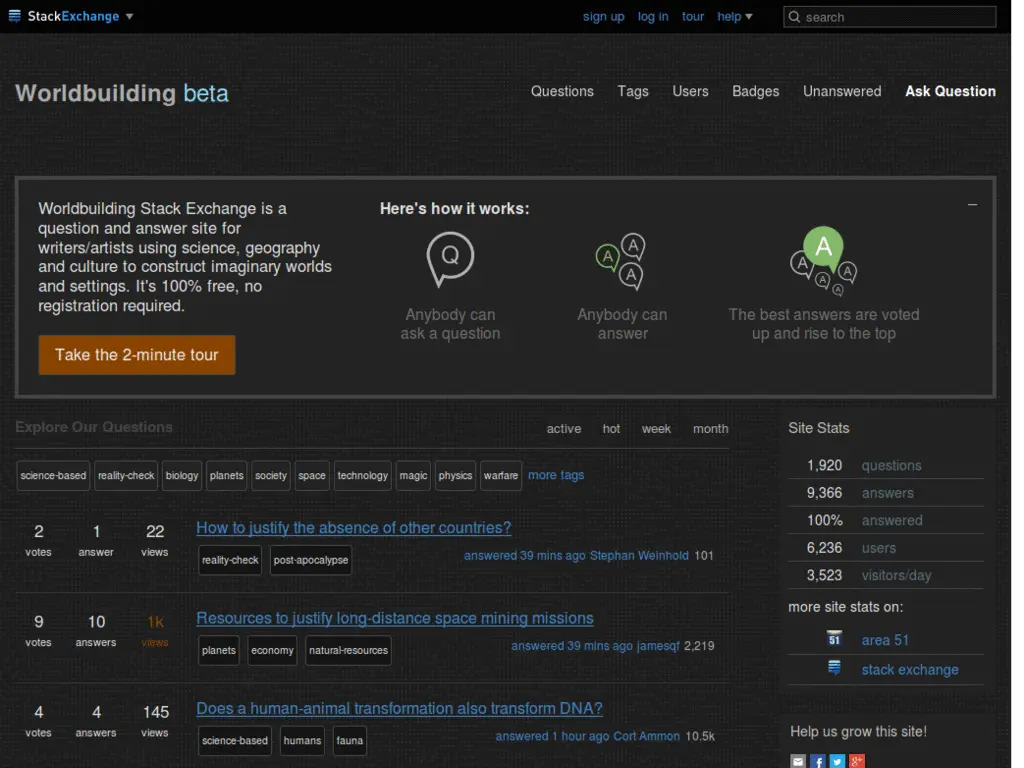 StackExchange sign up log in tour help search
Worldbuilding beta
Questions Tags Users Badges Unanswered Ask Question
Worldbuilding Stack Exchange is a
question and answer site for
writers/artists using science, geography
and culture to construct imaginary worlds
and settings. It's 100% free, no
registration required.
Take the 2-minute tour
Here's how it works:
Q
A
A
A
A
A
A
A
A
Anybody can
ask a question
Anybody can
answer
The best answers are voted
up and rise to the top
Explore Our Questions active hot week month
science-based reality-check biology planets society space technology magic physics warfare more tags
2 1 22 How to justify the absence of other countries?
votes answer views reality-check post-apocalypse answered 39 mins ago Stephan Weinhold 101
9 10 1k Resources to justify long-distance space mining missions
votes answers views planets economy natural-resources answered 39 mins ago jamesqf 2,219
4 4 145 Does a human-animal transformation also transform DNA?
votes answers views science-based humans fauna answered 1 hour ago Cort Ammon 10.5k
Site Stats
1,920 questions
9,366 answers
100% answered
6,236 users
3,523 visitors/day
more site stats on:
51 area 51
stack exchange
Help us grow this site!
f g+